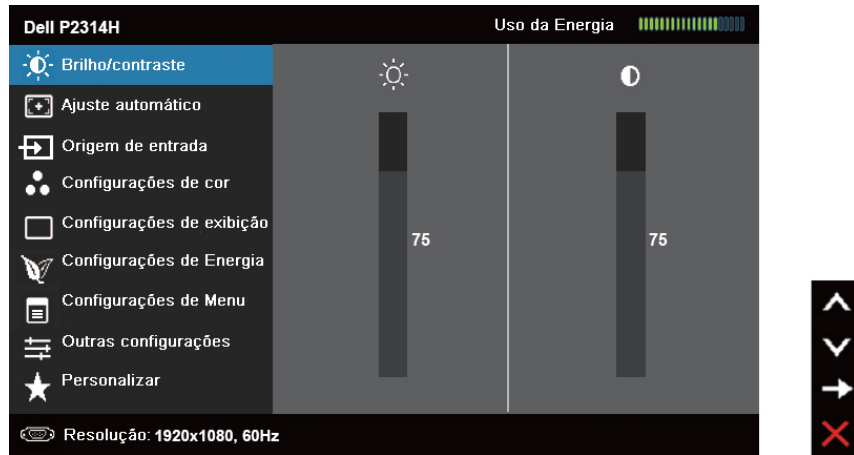 Dell P2314H
Uso da Energia
Brilho/contraste
Ajuste automático
Origem de entrada
Configurações de cor
Configurações de exibição
Configurações de Energia
Configurações de Menu
Outras configurações
Personalizar
75
75
Resolução: 1920x1080, 60Hz